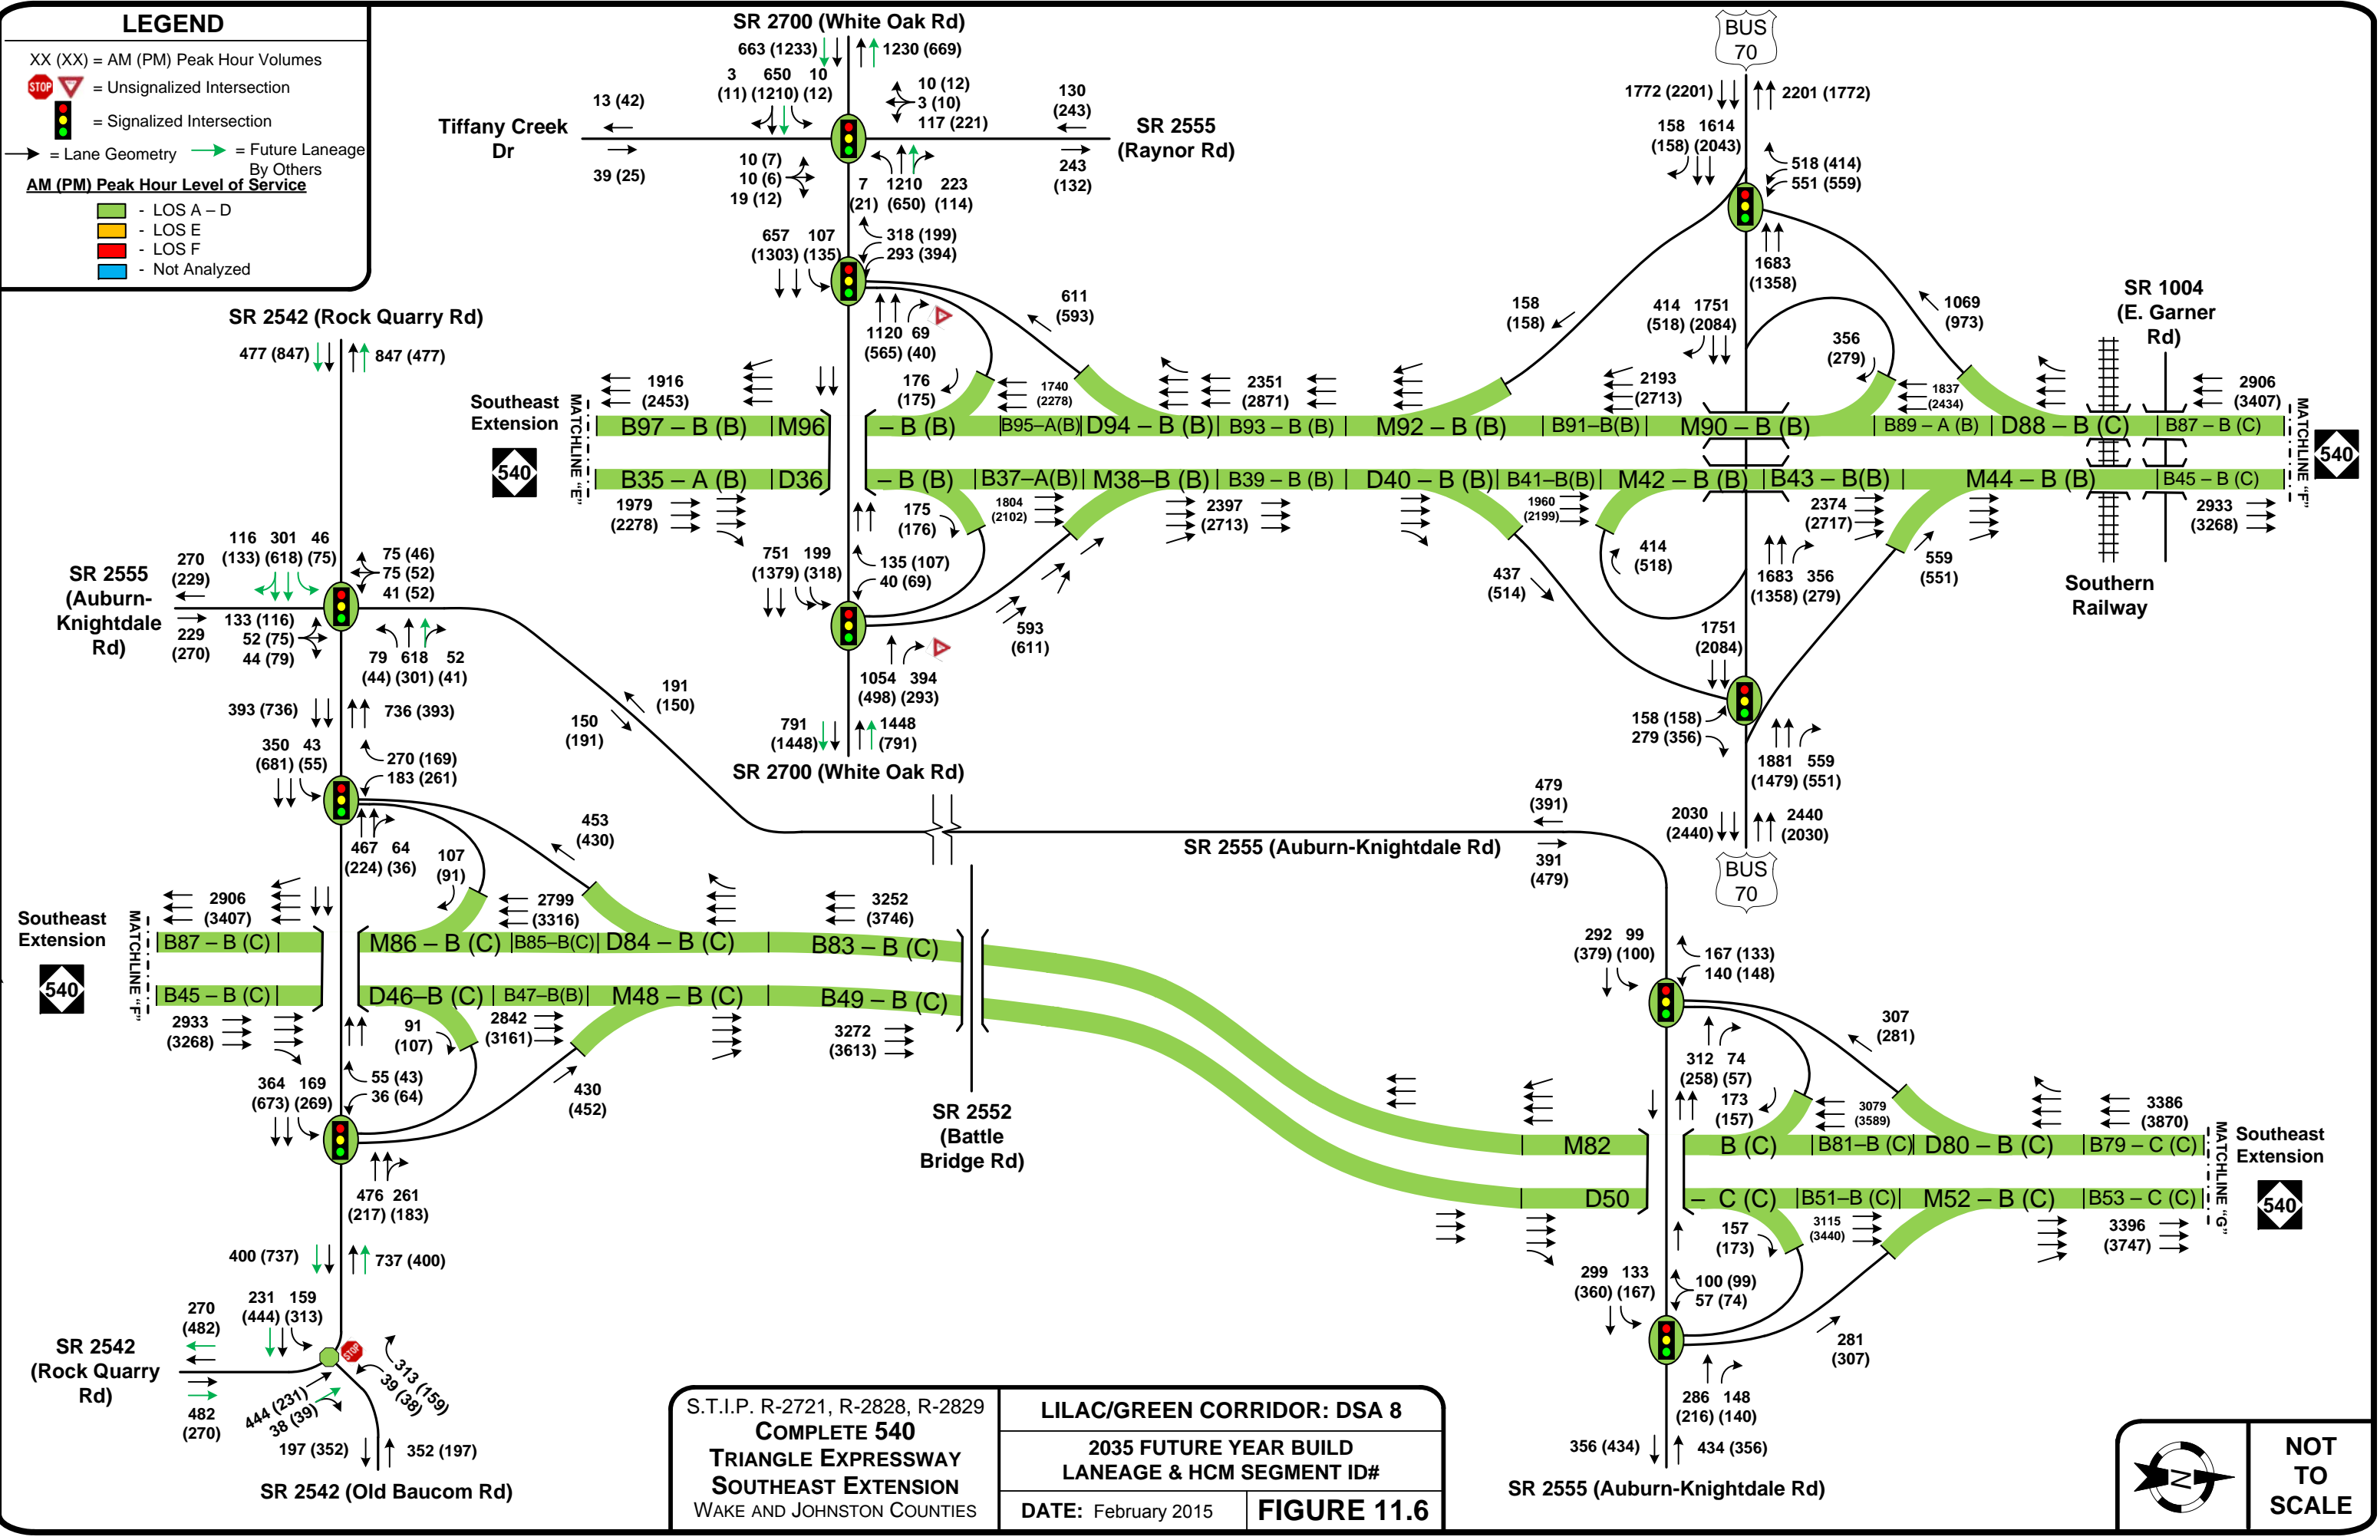 LEGEND
XX (XX) = AM (PM) Peak Hour Volumes
STOP = Unsignalized Intersection
= Signalized Intersection
= Lane Geometry = Future Laneage
By Others
AM (PM) Peak Hour Level of Service
- LOS A – D
- LOS E
- LOS F
- Not Analyzed
SR 2700 (White Oak Rd)
663 (1233) 1230 (669)
3 650 10
(11) (1210) (12)
10 (12)
3 (10)
117 (221)
13 (42)
130
(243)
Tiffany Creek
Dr
SR 2555
(Raynor Rd)
39 (25)
10 (7)
10 (6)
19 (12)
243
(132)
7 1210 223
(21) (650) (114)
657 107
(1303) (135)
318 (199)
293 (394)
1120 69
(565) (40)
611
(593)
BUS
70
1772 (2201) 2201 (1772)
158 1614
(158) (2043)
518 (414)
551 (559)
1683
(1358)
158
(158)
414 1751
(518) (2084)
356
(279)
1069
(973)
SR 1004
(E. Garner
Rd)
Southeast
Extension
540
MATCHLINE "E"
1916
(2453)
176
(175)
1740
(2278)
2351
(2871)
2193
(2713)
1837
(2434)
2906
(3407)
B97 – B (B)
M96
– B (B)
B95–A(B)
D94 – B (B)
B93 – B (B)
M92 – B (B)
B91–B(B)
M90 – B (B)
B89 – A (B)
D88 – B (C)
B87 – B (C)
MATCHLINE "F"
540
B35 – A (B)
D36
– B (B)
B37–A(B)
M38–B (B)
B39 – B (B)
D40 – B (B)
B41–B(B)
M42 – B (B)
B43 – B(B)
M44 – B (B)
B45 – B (C)
1979
(2278)
175
(176)
1804
(2102)
2397
(2713)
1960
(2199)
2374
(2717)
2933
(3268)
751 199
(1379) (318)
135 (107)
40 (69)
593
(611)
1054 394
(498) (293)
791
(1448)
1448
(791)
SR 2700 (White Oak Rd)
437
(514)
414
(518)
1683 356
(1358) (279)
559
(551)
Southern
Railway
1751
(2084)
158 (158)
279 (356)
1881 559
(1479) (551)
2030
(2440)
2440
(2030)
BUS
70
SR 2542 (Rock Quarry Rd)
477 (847) 847 (477)
116 301 46
(133) (618) (75)
75 (46)
75 (52)
41 (52)
270
(229)
SR 2555
(Auburn-
Knightdale
Rd)
229
(270)
133 (116)
52 (75)
44 (79)
79 618 52
(44) (301) (41)
393 (736) 736 (393)
191
(150)
150
(191)
350 43
(681) (55)
270 (169)
183 (261)
467 64
(224) (36)
453
(430)
107
(91)
479
(391)
SR 2555 (Auburn-Knightdale Rd)
391
(479)
Southeast
Extension
540
MATCHLINE "F"
2906
(3407)
2799
(3316)
3252
(3746)
B87 – B (C)
M86 – B (C)
B85–B(C)
D84 – B (C)
B83 – B (C)
B45 – B (C)
D46–B (C)
B47–B(B)
M48 – B (C)
B49 – B (C)
2933
(3268)
91
(107)
2842
(3161)
3272
(3613)
364 169
(673) (269)
55 (43)
36 (64)
430
(452)
476 261
(217) (183)
SR 2552
(Battle
Bridge Rd)
400 (737) 737 (400)
231 159
(444) (313)
270
(482)
SR 2542
(Rock Quarry
Rd)
482
(270)
STOP
313 (159)
39 (38)
444 (231)
38 (39)
197 (352) 352 (197)
SR 2542 (Old Baucom Rd)
292 99
(379) (100)
167 (133)
140 (148)
312 74
(258) (57)
307
(281)
173
(157)
3079
(3589)
3386
(3870)
M82
B (C)
B81–B (C)
D80 – B (C)
B79 – C (C)
MATCHLINE "G"
Southeast
Extension
540
D50
– C (C)
B51–B (C)
M52 – B (C)
B53 – C (C)
157
(173)
3115
(3440)
3396
(3747)
299 133
(360) (167)
100 (99)
57 (74)
281
(307)
286 148
(216) (140)
356 (434) 434 (356)
SR 2555 (Auburn-Knightdale Rd)
S.T.I.P. R-2721, R-2828, R-2829
COMPLETE 540
TRIANGLE EXPRESSWAY
SOUTHEAST EXTENSION
WAKE AND JOHNSTON COUNTIES
LILAC/GREEN CORRIDOR: DSA 8
2035 FUTURE YEAR BUILD
LANEAGE & HCM SEGMENT ID#
DATE: February 2015
FIGURE 11.6
N
NOT
TO
SCALE